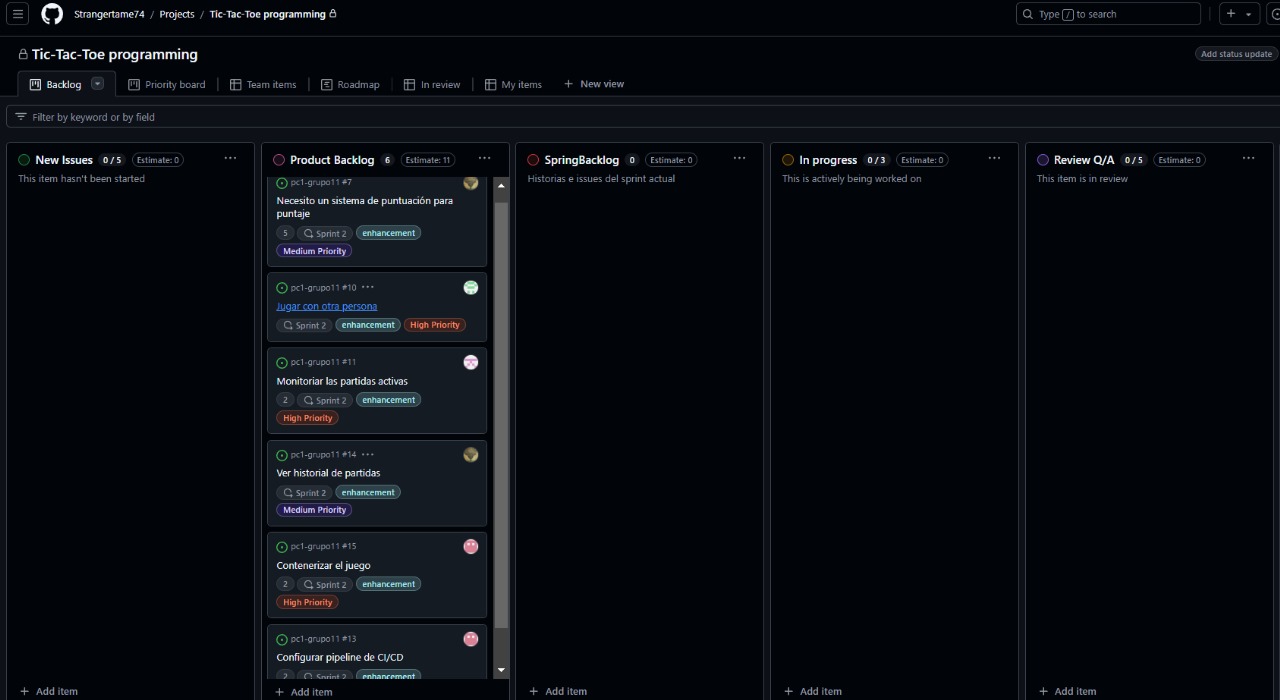 Strangertame74 / Projects / Tic-Tac-Toe programming
Type / to search
Tic-Tac-Toe programming
Add status update
Backlog
Priority board
Team items
Roadmap
In review
My items
New view
Filter by keyword or by field
New Issues 0 / 5 Estimate: 0
This item hasn't been started
Add item
Product Backlog 6 Estimate: 11
pc1-grupo11 #7
Necesito un sistema de puntuación para
puntaje
5 Sprint 2 enhancement
Medium Priority
pc1-grupo11 #10
Jugar con otra persona
Sprint 2 enhancement High Priority
pc1-grupo11 #11
Monitoriar las partidas activas
2 Sprint 2 enhancement
High Priority
pc1-grupo11 #14
Ver historial de partidas
Sprint 2 enhancement
Medium Priority
pc1-grupo11 #15
Contenerizar el juego
2 Sprint 2 enhancement
High Priority
pc1-grupo11 #13
Configurar pipeline de CI/CD
2 Sprint 2 enhancement
Add item
SpringBacklog 0 Estimate: 0
Historias e issues del sprint actual
Add item
In progress 0 / 3 Estimate: 0
This is actively being worked on
Add item
Review Q/A 0 / 5 Estimate: 0
This item is in review
Add item